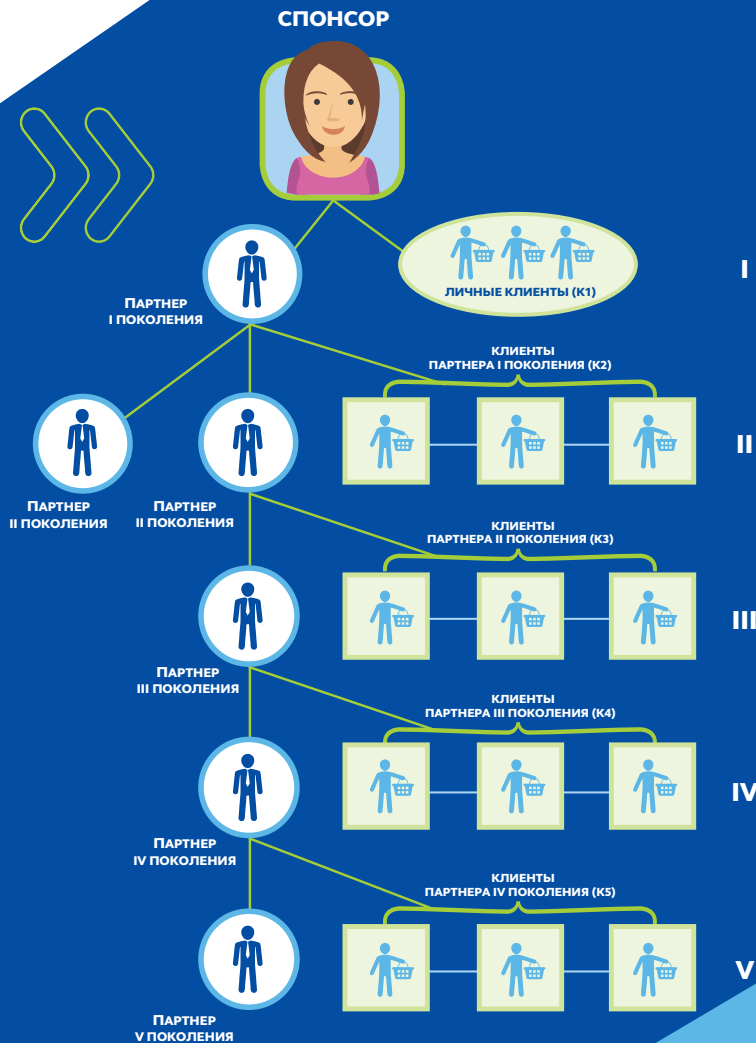 СПОНСОР
ЛИЧНЫЕ КЛИЕНТЫ (К1)
I
ПАРТНЕР
I ПОКОЛЕНИЯ
КЛИЕНТЫ
ПАРТНЕРА I ПОКОЛЕНИЯ (К2)
II
ПАРТНЕР
II ПОКОЛЕНИЯ
ПАРТНЕР
II ПОКОЛЕНИЯ
КЛИЕНТЫ
ПАРТНЕРА II ПОКОЛЕНИЯ (К3)
III
ПАРТНЕР
III ПОКОЛЕНИЯ
КЛИЕНТЫ
ПАРТНЕРА III ПОКОЛЕНИЯ (К4)
IV
ПАРТНЕР
IV ПОКОЛЕНИЯ
КЛИЕНТЫ
ПАРТНЕРА IV ПОКОЛЕНИЯ (К5)
V
ПАРТНЕР
V ПОКОЛЕНИЯ